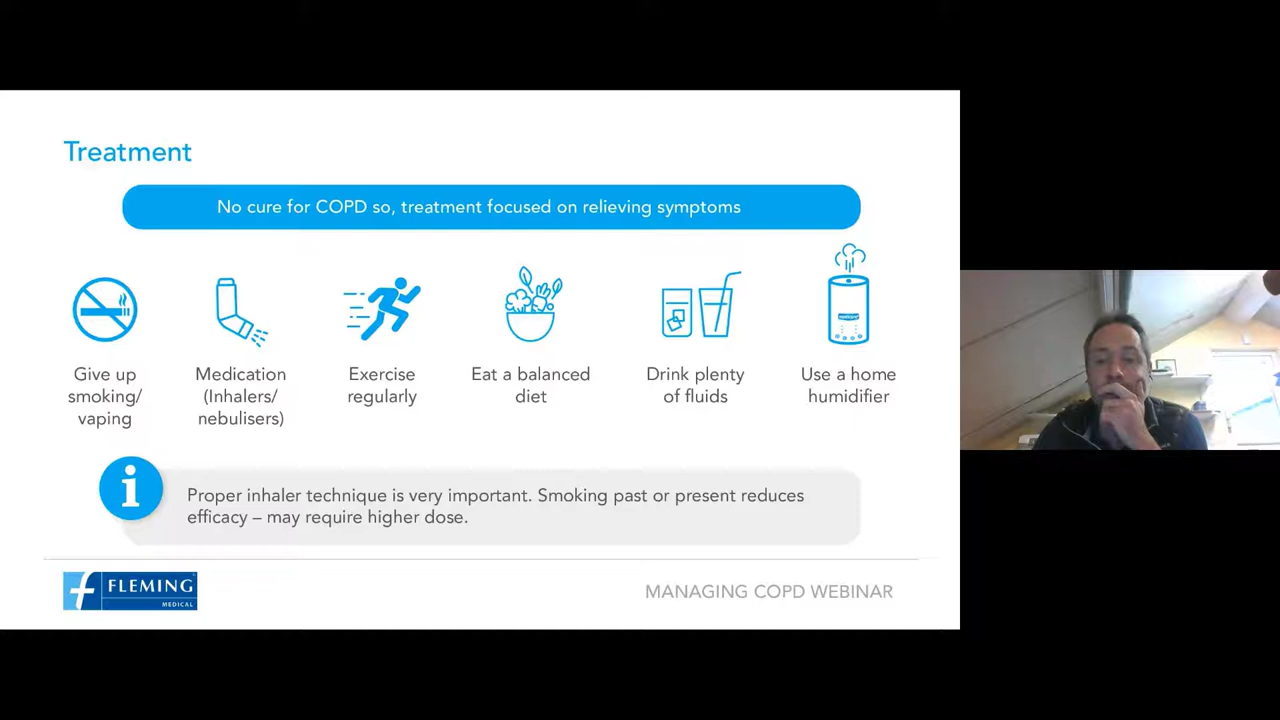 Treatment
No cure for COPD so, treatment focused on relieving symptoms
Give up
smoking/
vaping
Medication
(Inhalers/
nebulisers)
Exercise
regularly
Eat a balanced
diet
Drink plenty
of fluids
Use a home
humidifier
i
Proper inhaler technique is very important. Smoking past or present reduces
efficacy – may require higher dose.
FLEMING
MEDICAL
MANAGING COPD WEBINAR